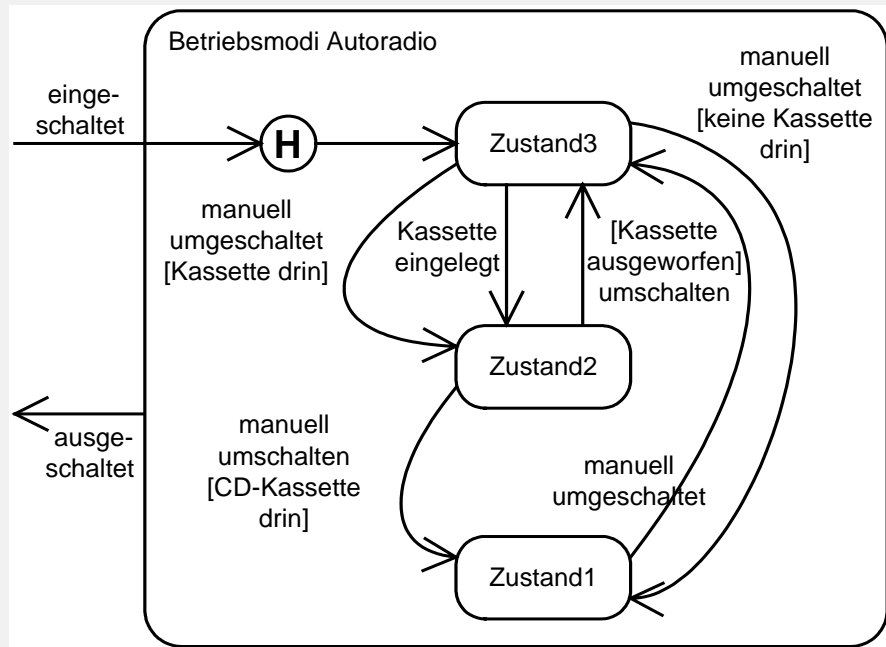 Betriebsmodi Autoradio
einge-
schaltet
H
Zustand3
manuell
umgeschaltet
[keine Kassette
drin]
manuell
umgeschaltet
[Kassette drin]
Kassette
eingelegt
[Kassette
ausgeworfen]
umschalten
Zustand2
ausge-
schaltet
manuell
umschalten
[CD-Kassette
drin]
manuell
umgeschaltet
Zustand1